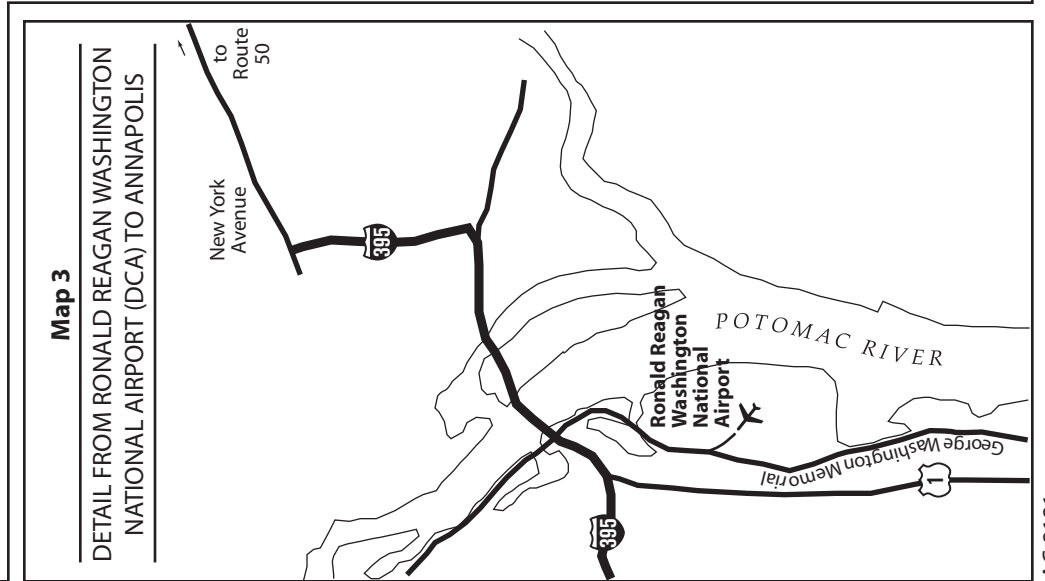 Map 3
DETAIL FROM RONALD REAGAN WASHINGTON
NATIONAL AIRPORT (DCA) TO ANNAPOLIS
to
Route
50
New York
Avenue
395
Ronald Reagan
Washington
National
Airport
POTOMAC RIVER
George Washington Memorial
1
395